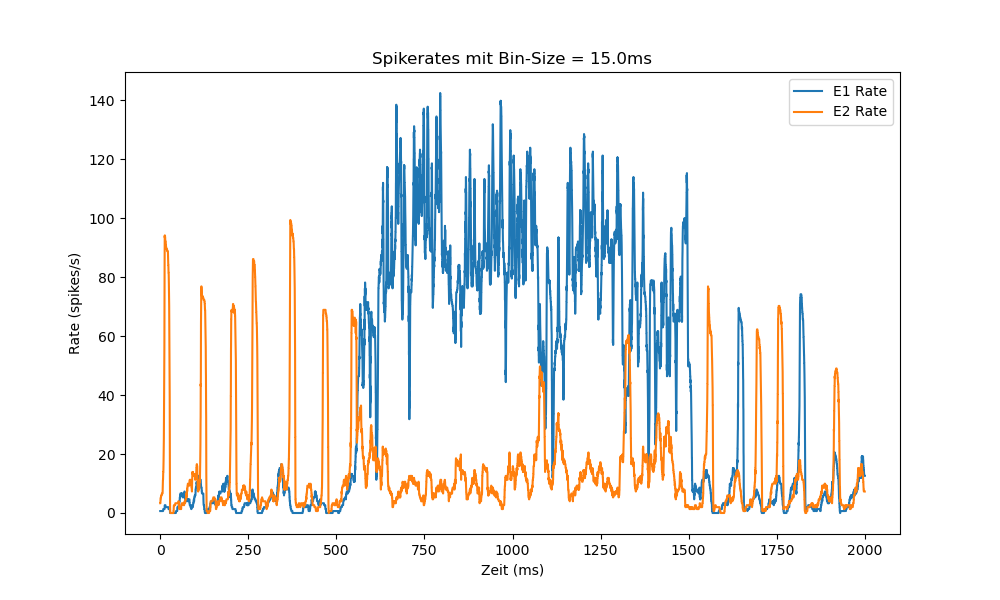 Spikerates mit Bin-Size = 15.0ms
E1 Rate
E2 Rate
Rate (spikes/s)
140
120
100
80
60
40
20
0
0 250 500 750 1000 1250 1500 1750 2000
Zeit (ms)